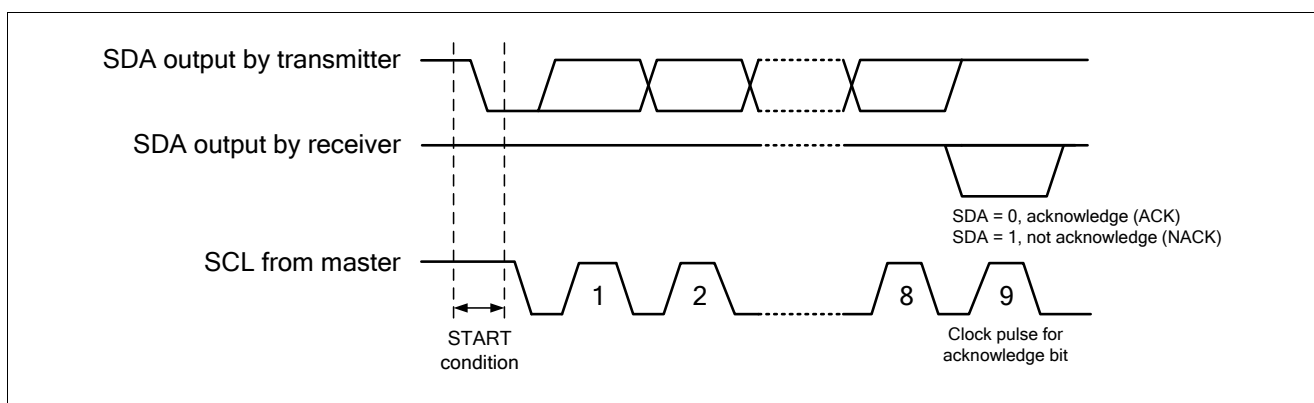 SDA output by transmitter
SDA output by receiver
SDA = 0, acknowledge (ACK)
SDA = 1, not acknowledge (NACK)
SCL from master
1
2
8
9
START
condition
Clock pulse for
acknowledge bit